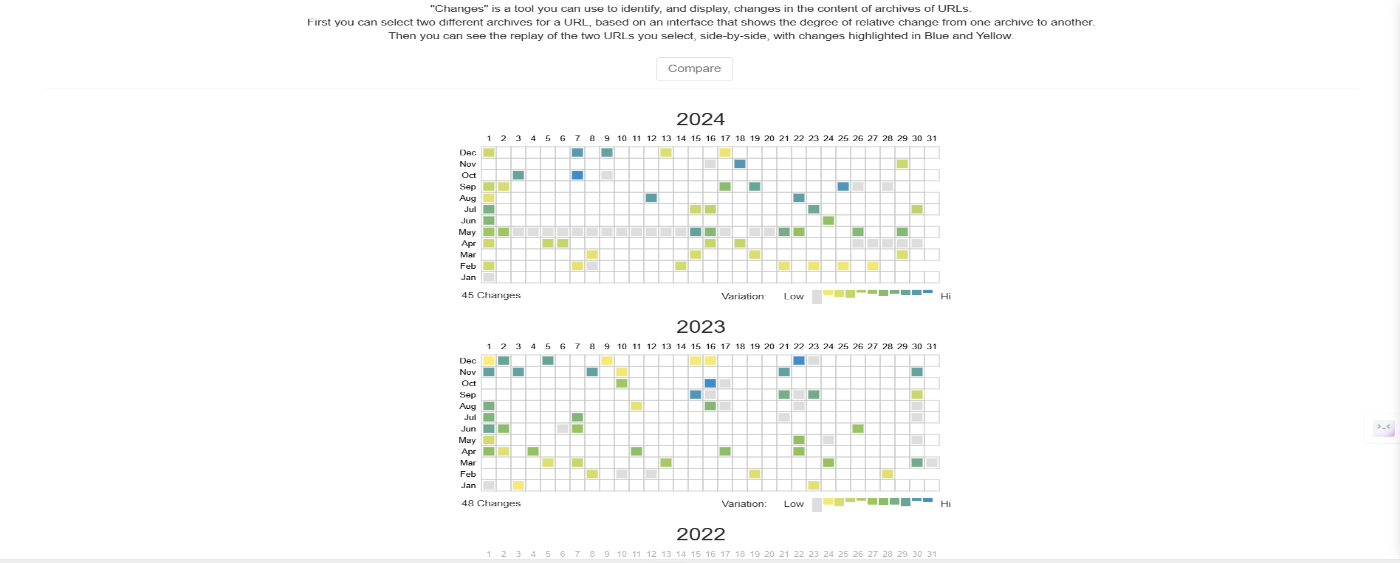 "Changes" is a tool you can use to identify, and display, changes in the content of archives of URLs.
First you can select two different archives for a URL, based on an interface that shows the degree of relative change from one archive to another.
Then you can see the replay of the two URLs you select, side-by-side, with changes highlighted in Blue and Yellow.
Compare
2024
1 2 3 4 5 6 7 8 9 10 11 12 13 14 15 16 17 18 19 20 21 22 23 24 25 26 27 28 29 30 31
Dec
Nov
Oct
Sep
Aug
Jul
Jun
May
Apr
Mar
Feb
Jan
45 Changes Variation: Low Hi
2023
1 2 3 4 5 6 7 8 9 10 11 12 13 14 15 16 17 18 19 20 21 22 23 24 25 26 27 28 29 30 31
Dec
Nov
Oct
Sep
Aug
Jul
Jun
May
Apr
Mar
Feb
Jan
48 Changes Variation: Low Hi
2022
1 2 3 4 5 6 7 8 9 10 11 12 13 14 15 16 17 18 19 20 21 22 23 24 25 26 27 28 29 30 31